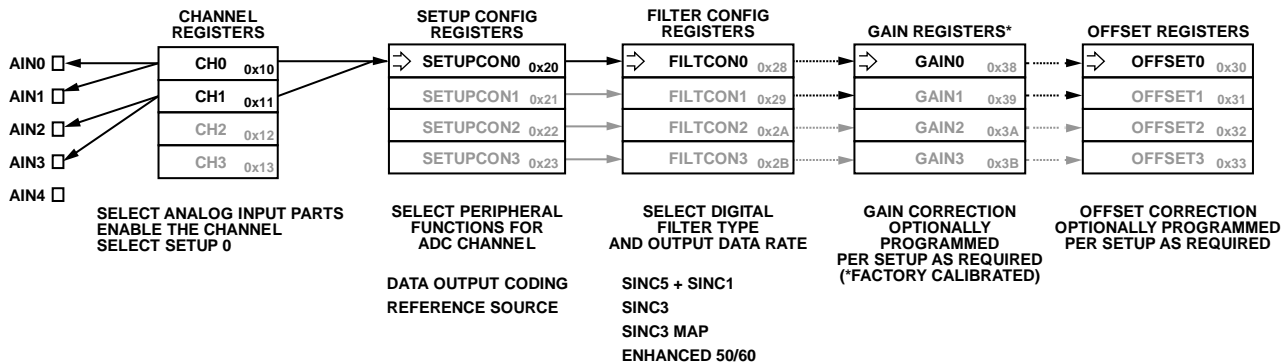 CHANNEL
REGISTERS
SETUP CONFIG
REGISTERS
FILTER CONFIG
REGISTERS
GAIN REGISTERS*
OFFSET REGISTERS
AIN0
CH0 0x10
SETUPCON0 0x20
FILTCON0 0x28
GAIN0 0x38
OFFSET0 0x30
AIN1
CH1 0x11
SETUPCON1 0x21
FILTCON1 0x29
GAIN1 0x39
OFFSET1 0x31
AIN2
CH2 0x12
SETUPCON2 0x22
FILTCON2 0x2A
GAIN2 0x3A
OFFSET2 0x32
AIN3
CH3 0x13
SETUPCON3 0x23
FILTCON3 0x2B
GAIN3 0x3B
OFFSET3 0x33
AIN4
SELECT ANALOG INPUT PARTS
ENABLE THE CHANNEL
SELECT SETUP 0
SELECT PERIPHERAL
FUNCTIONS FOR
ADC CHANNEL
DATA OUTPUT CODING
REFERENCE SOURCE
SELECT DIGITAL
FILTER TYPE
AND OUTPUT DATA RATE
SINC5 + SINC1
SINC3
SINC3 MAP
ENHANCED 50/60
GAIN CORRECTION
OPTIONALLY
PROGRAMMED
PER SETUP AS REQUIRED
(*FACTORY CALIBRATED)
OFFSET CORRECTION
OPTIONALLY PROGRAMMED
PER SETUP AS REQUIRED